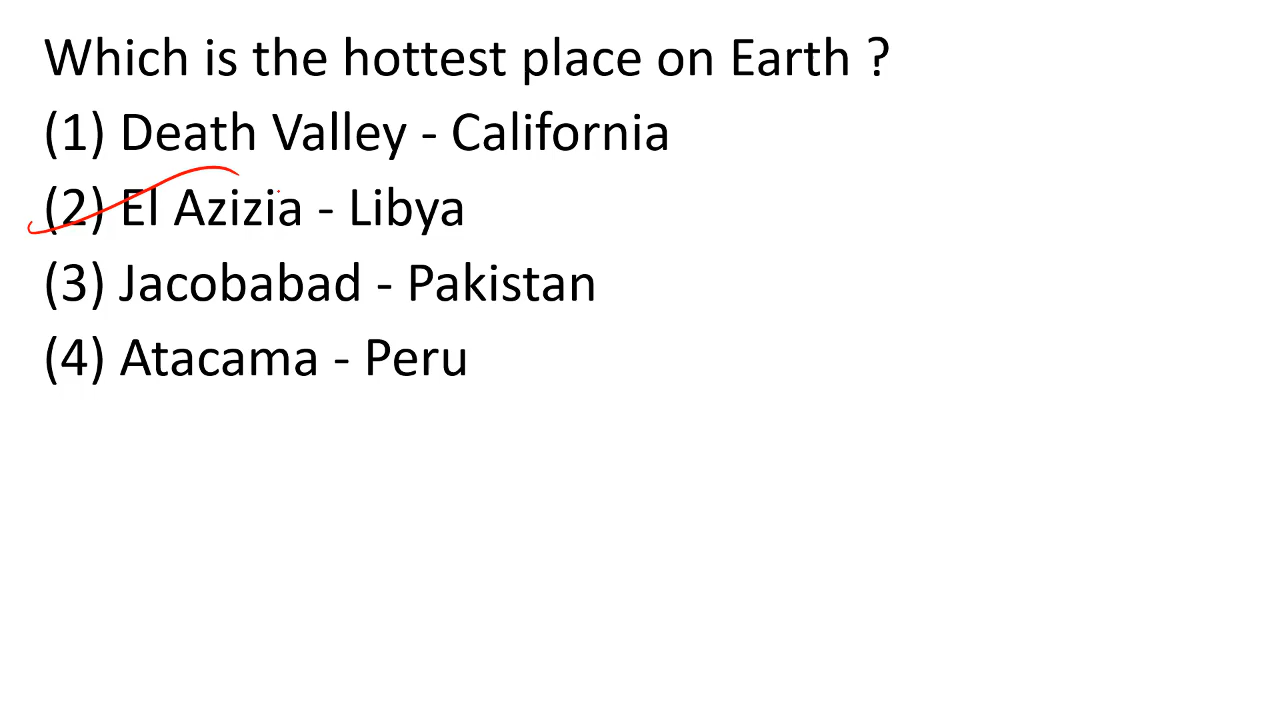 Which is the hottest place on Earth ?
(1) Death Valley - California
(2) El Azizia - Libya
(3) Jacobabad - Pakistan
(4) Atacama - Peru